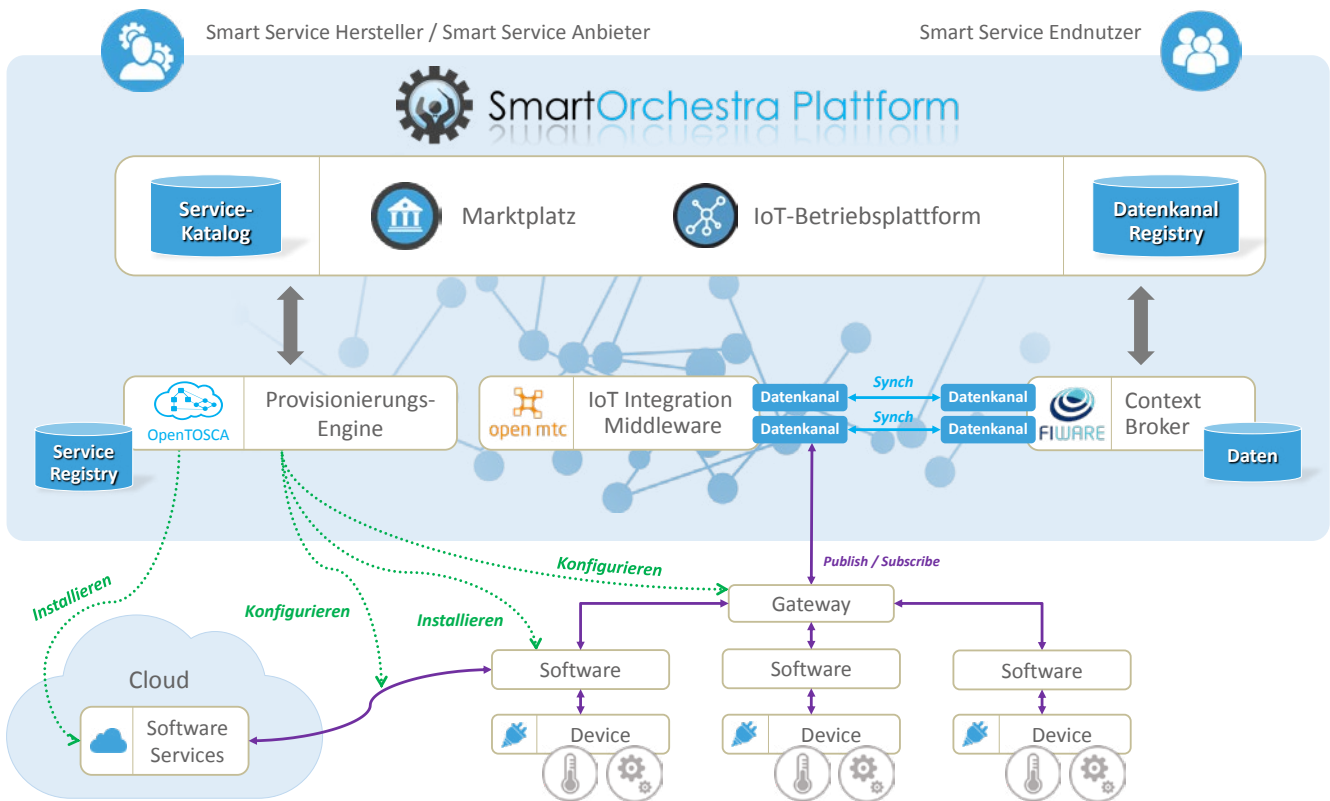 Smart Service Hersteller / Smart Service Anbieter
Smart Service Endnutzer
SmartOrchestra Plattform
Service-
Katalog
Marktplatz
IoT-Betriebsplattform
Datenkanal
Registry
OpenTOSCA
Provisionierungs-
Engine
Service
Registry
open mtc
IoT Integration
Middleware
Datenkanal
Synch
Datenkanal
Datenkanal
Synch
Datenkanal
FIWARE
Context
Broker
Daten
Installieren
Konfigurieren
Installieren
Konfigurieren
Publish / Subscribe
Gateway
Software
Software
Software
Cloud
Software
Services
Device
Device
Device